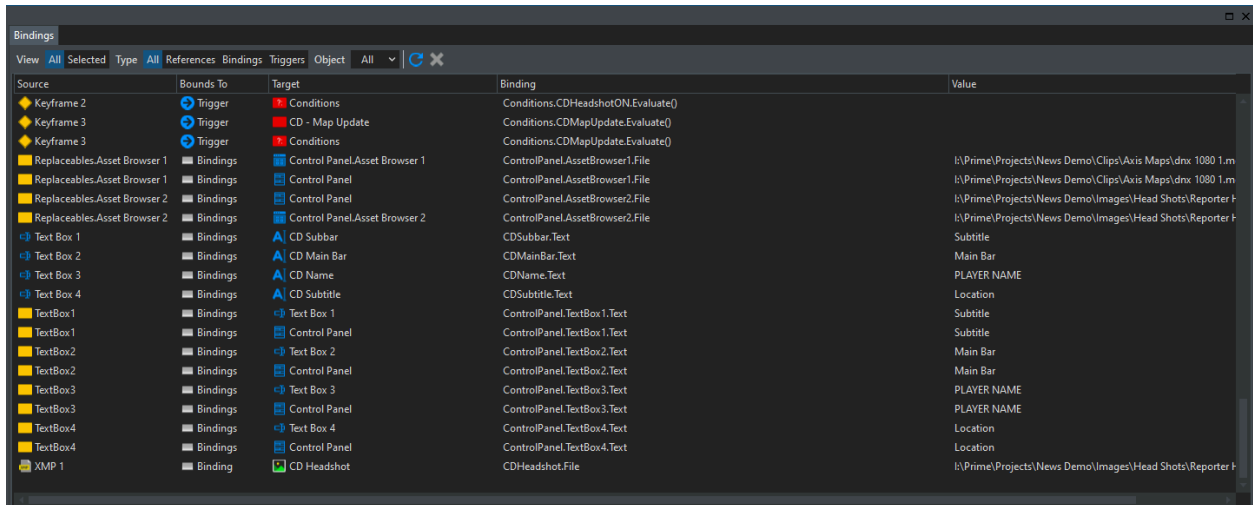 Bindings
View All Selected Type All References Bindings Triggers Object All
Source Bounds To Target Binding Value
Keyframe 2 Trigger Conditions Conditions.CDHeadshotON.Evaluate()
Keyframe 3 Trigger CD - Map Update Conditions.CDMapUpdate.Evaluate()
Keyframe 3 Trigger Conditions Conditions.CDMapUpdate.Evaluate()
Replaceables.Asset Browser 1 Bindings Control Panel.Asset Browser 1 ControlPanel.AssetBrowser1.File I:\Prime\Projects\News Demo\Clips\Axis Maps\dnx 1080 1.m
Replaceables.Asset Browser 1 Bindings Control Panel ControlPanel.AssetBrowser1.File I:\Prime\Projects\News Demo\Clips\Axis Maps\dnx 1080 1.m
Replaceables.Asset Browser 2 Bindings Control Panel ControlPanel.AssetBrowser2.File I:\Prime\Projects\News Demo\Images\Head Shots\Reporter H
Replaceables.Asset Browser 2 Bindings Control Panel.Asset Browser 2 ControlPanel.AssetBrowser2.File I:\Prime\Projects\News Demo\Images\Head Shots\Reporter H
Text Box 1 Bindings CD Subbar CDSubbar.Text Subtitle
Text Box 2 Bindings CD Main Bar CDMainBar.Text Main Bar
Text Box 3 Bindings CD Name CDName.Text PLAYER NAME
Text Box 4 Bindings CD Subtitle CDSubtitle.Text Location
TextBox1 Bindings Text Box 1 ControlPanel.TextBox1.Text Subtitle
TextBox1 Bindings Control Panel ControlPanel.TextBox1.Text Subtitle
TextBox2 Bindings Text Box 2 ControlPanel.TextBox2.Text Main Bar
TextBox2 Bindings Control Panel ControlPanel.TextBox2.Text Main Bar
TextBox3 Bindings Text Box 3 ControlPanel.TextBox3.Text PLAYER NAME
TextBox3 Bindings Control Panel ControlPanel.TextBox3.Text PLAYER NAME
TextBox4 Bindings Text Box 4 ControlPanel.TextBox4.Text Location
TextBox4 Bindings Control Panel ControlPanel.TextBox4.Text Location
XMP 1 Binding CD Headshot CDHeadshot.File I:\Prime\Projects\News Demo\Images\Head Shots\Reporter H